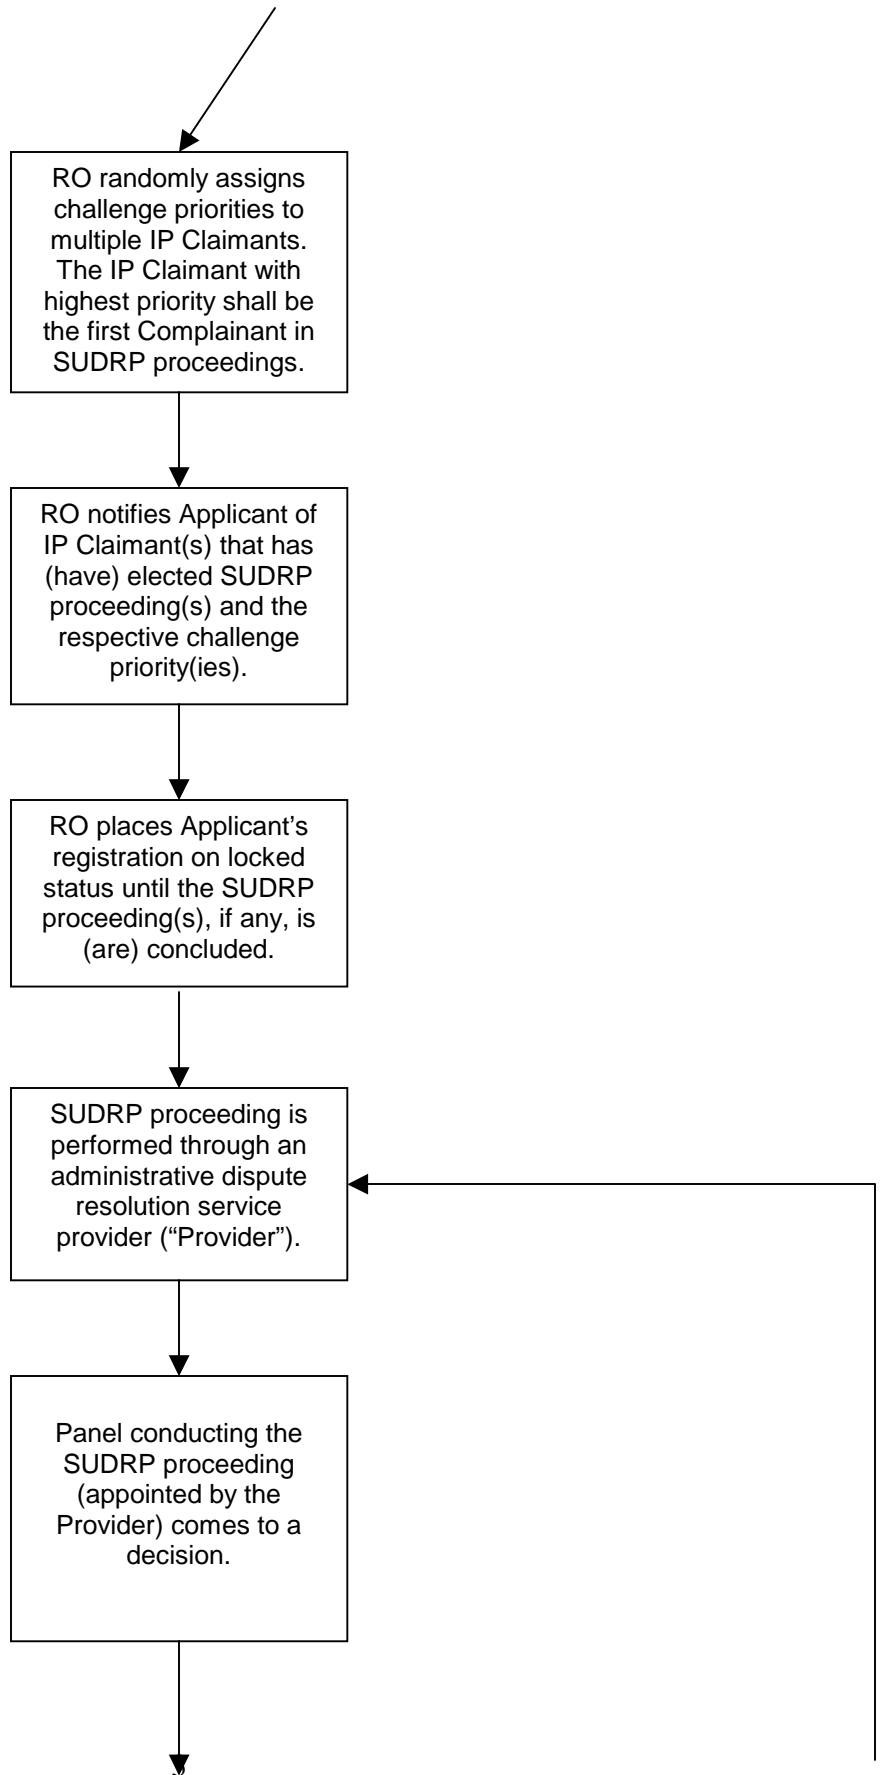 RO randomly assigns
challenge priorities to
multiple IP Claimants.
The IP Claimant with
highest priority shall be
the first Complainant in
SUDRP proceedings.
RO notifies Applicant of
IP Claimant(s) that has
(have) elected SUDRP
proceeding(s) and the
respective challenge
priority(ies).
RO places Applicant’s
registration on locked
status until the SUDRP
proceeding(s), if any, is
(are) concluded.
SUDRP proceeding is
performed through an
administrative dispute
resolution service
provider (“Provider”).
Panel conducting the
SUDRP proceeding
(appointed by the
Provider) comes to a
decision.